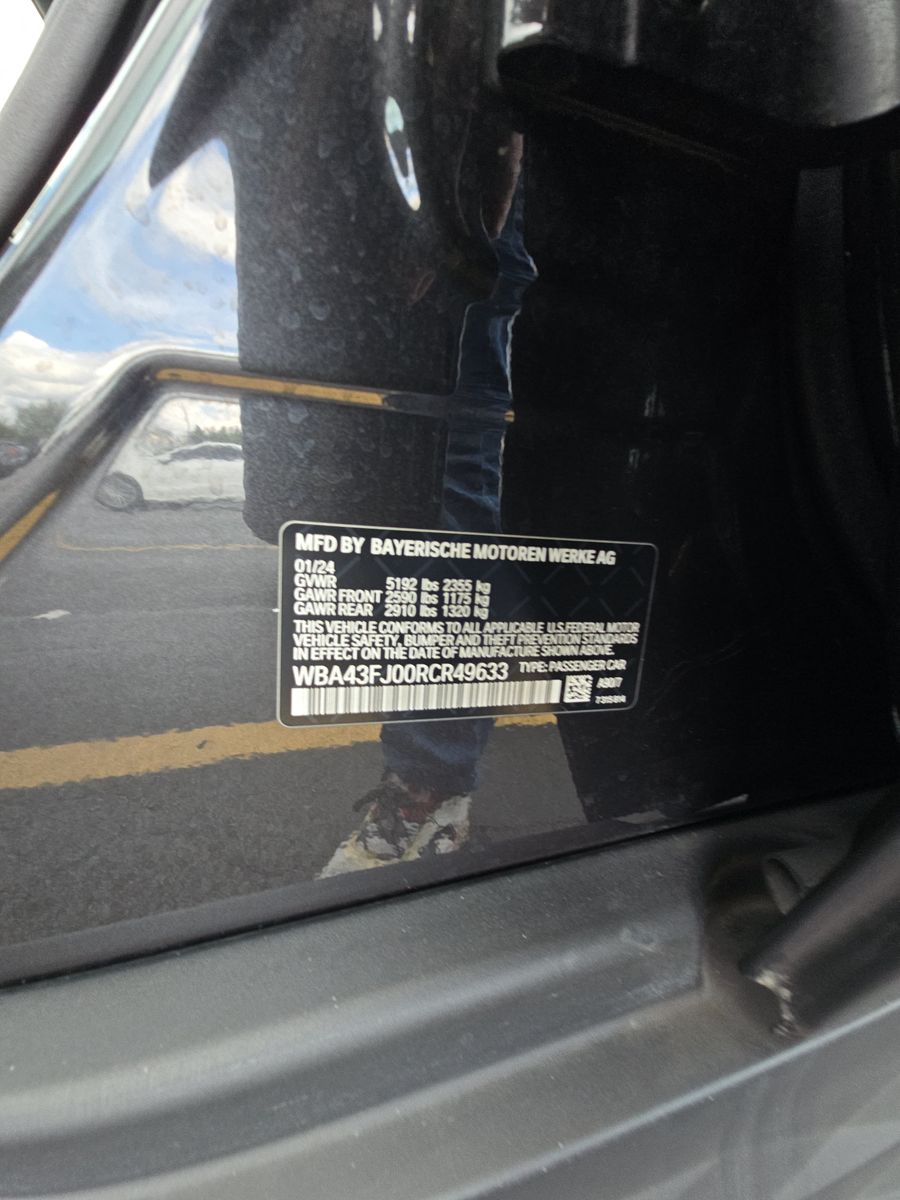 MFD BY BAYERISCHE MOTOREN WERKE AG
01/24
GVWR 5192 lbs 2355 kg
GAWR FRONT 2590 lbs 1175 kg
GAWR REAR 2910 lbs 1320 kg
THIS VEHICLE CONFORMS TO ALL APPLICABLE U.S.FEDERAL MOTOR
VEHICLE SAFETY, BUMPER AND THEFT PREVENTION STANDARDS
IN EFFECT ON THE DATE OF MANUFACTURE SHOWN ABOVE.
WBA43FJ00RCR49633 TYPE: PASSENGER CAR